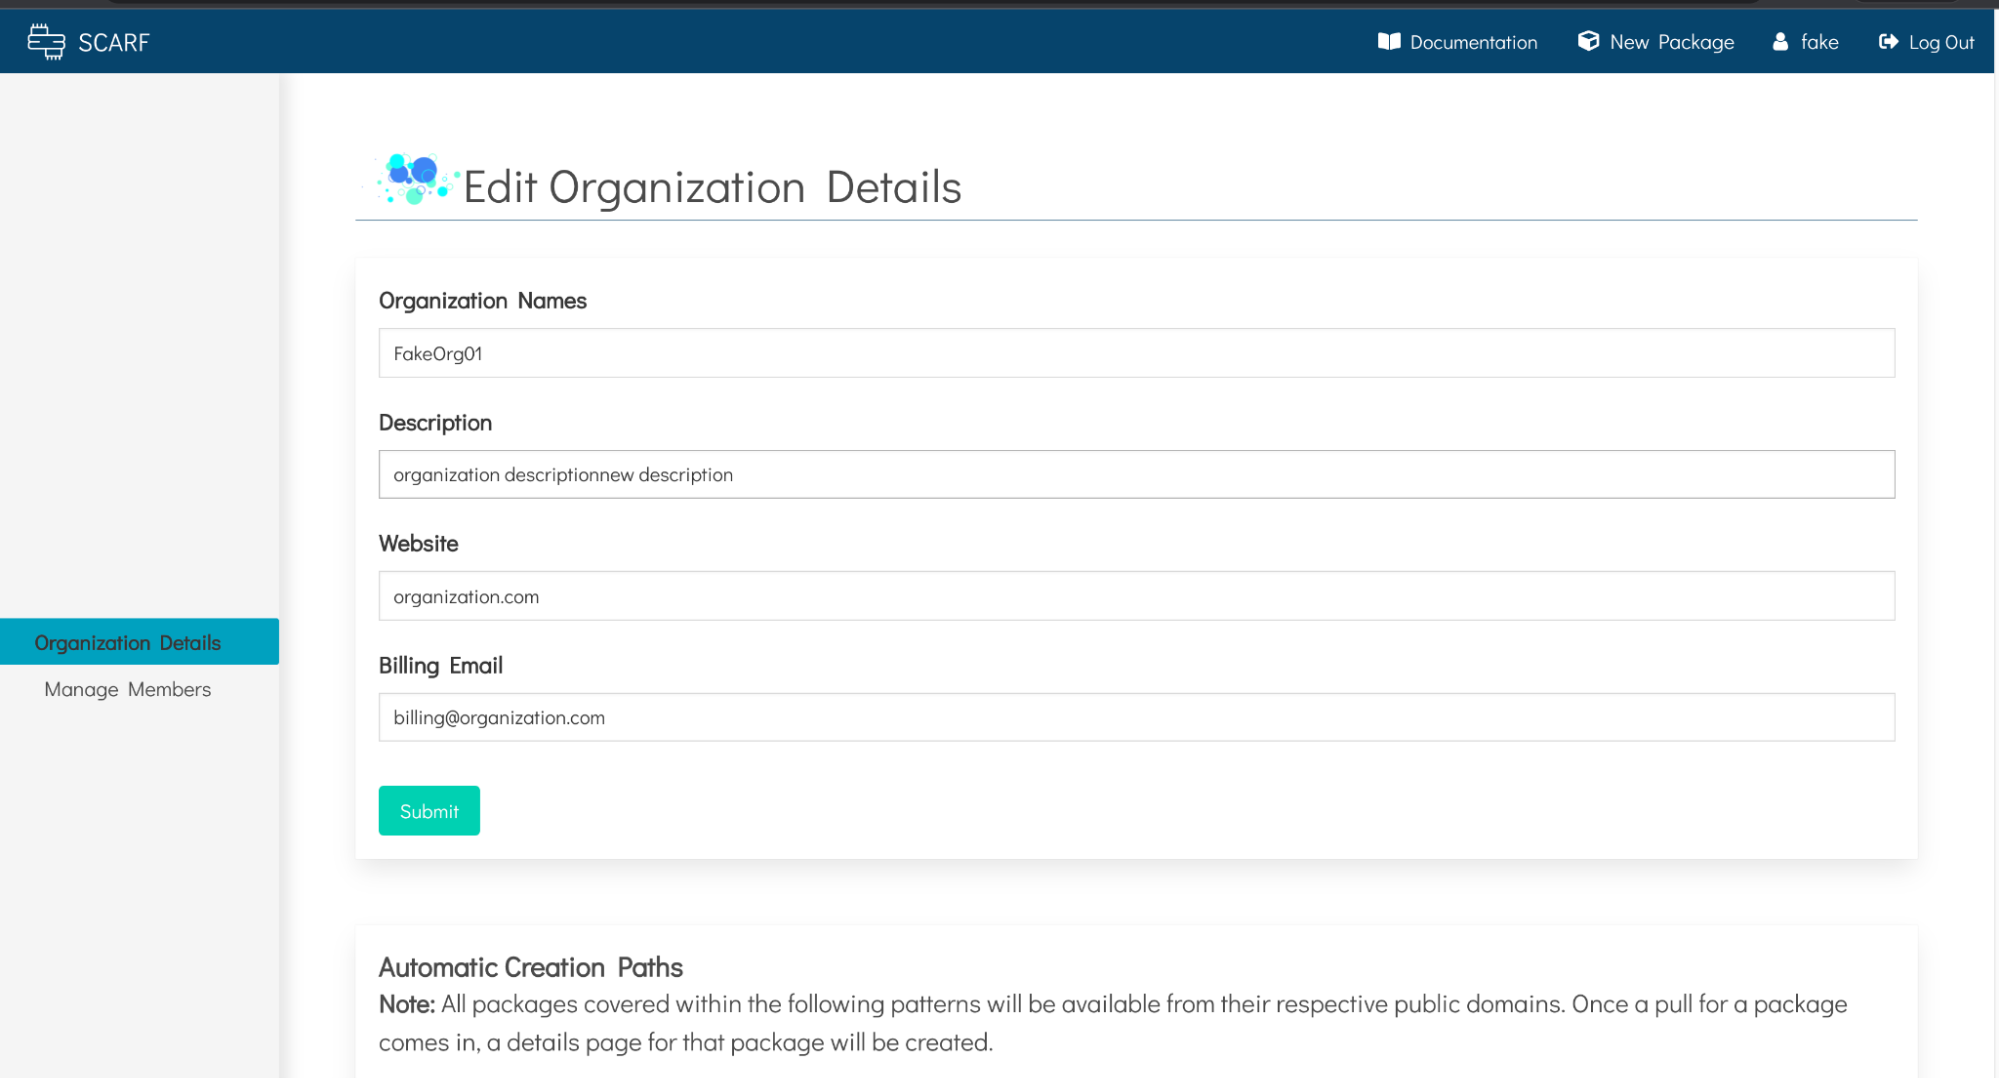 SCARF
Documentation
New Package
fake
Log Out
Edit Organization Details
Organization Names
FakeOrg01
Description
organization descriptionnew description
Website
organization.com
Organization Details
Billing Email
Manage Members
billing@organization.com
Submit
Automatic Creation Paths
Note: All packages covered within the following patterns will be available from their respective public domains. Once a pull for a package
comes in, a details page for that package will be created.